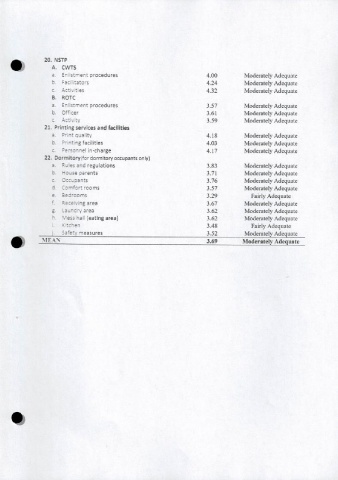 20. NSTP
A. CWTS
a. Enlistment procedures 4.00 Moderately Adequate
b. Facilitators 4.24 Moderately Adequate
c. Activities 4.32 Moderately Adequate
B. ROTC
a. Enlistment procedures 3.57 Moderately Adequate
b. Officer 3.61 Moderately Adequate
c. Activity 3.59 Moderately Adequate
21. Printing services and facilities
a. Print quality 4.18 Moderately Adequate
b. Printing facilities 4.03 Moderately Adequate
c. Personnel in-charge 4.17 Moderately Adequate
22. Dormitory (for dormitory occupants only)
a. Rules and regulations 3.83 Moderately Adequate
b. House parents 3.71 Moderately Adequate
c. Occupants 3.76 Moderately Adequate
d. Comfort rooms 3.57 Moderately Adequate
e. Bedrooms 3.29 Fairly Adequate
f. Receiving area 3.67 Moderately Adequate
g. Laundry area 3.62 Moderately Adequate
h. Mess hall (eating area) 3.62 Moderately Adequate
i. Kitchen 3.48 Fairly Adequate
j. Safety measures 3.52 Moderately Adequate
MEAN 3.69 Moderately Adequate